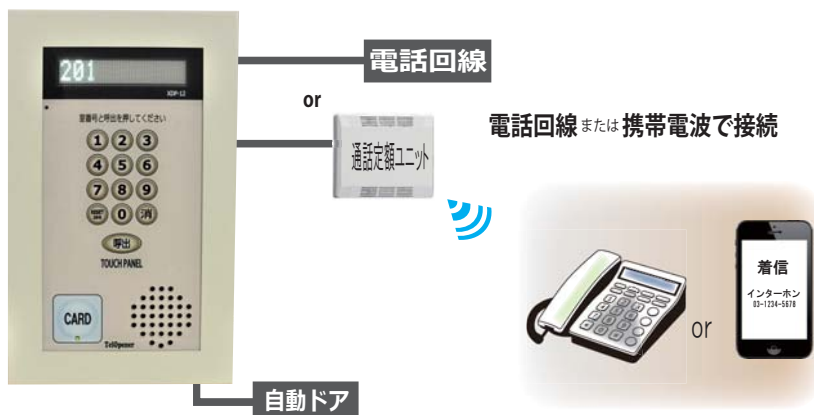 201
XDP-12
室番号と呼出を押してください
1 2 3
4 5 6
7 8 9
0 消
呼出
TOUCH PANEL
CARD
TelOpener
電話回線
or
通話定額ユニット
自動ドア
電話回線または携帯電波で接続
or
着信
インターホン
03-1234-5678